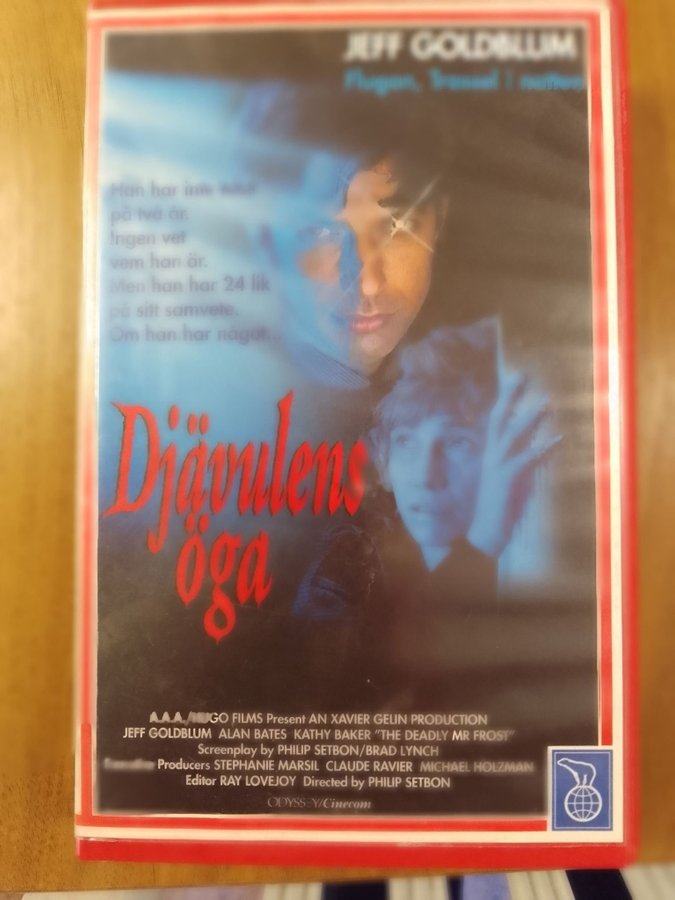 JEFF GOLDBLUM
Flugan, Trassel i natten
Han har inte sovit
på två år.
Ingen vet
vem han är.
Men han har 24 lik
på sitt samvete.
Om han har något...
Djävulens
öga
A.A.A./HUGO FILMS Present AN XAVIER GELIN PRODUCTION
JEFF GOLDBLUM ALAN BATES KATHY BAKER "THE DEADLY MR FROST"
Screenplay by PHILIP SETBON/BRAD LYNCH
Executive Producers STEPHANIE MARSIL CLAUDE RAVIER MICHAEL HOLZMAN
Editor RAY LOVEJOY Directed by PHILIP SETBON
ODYSSEY/Cinecom